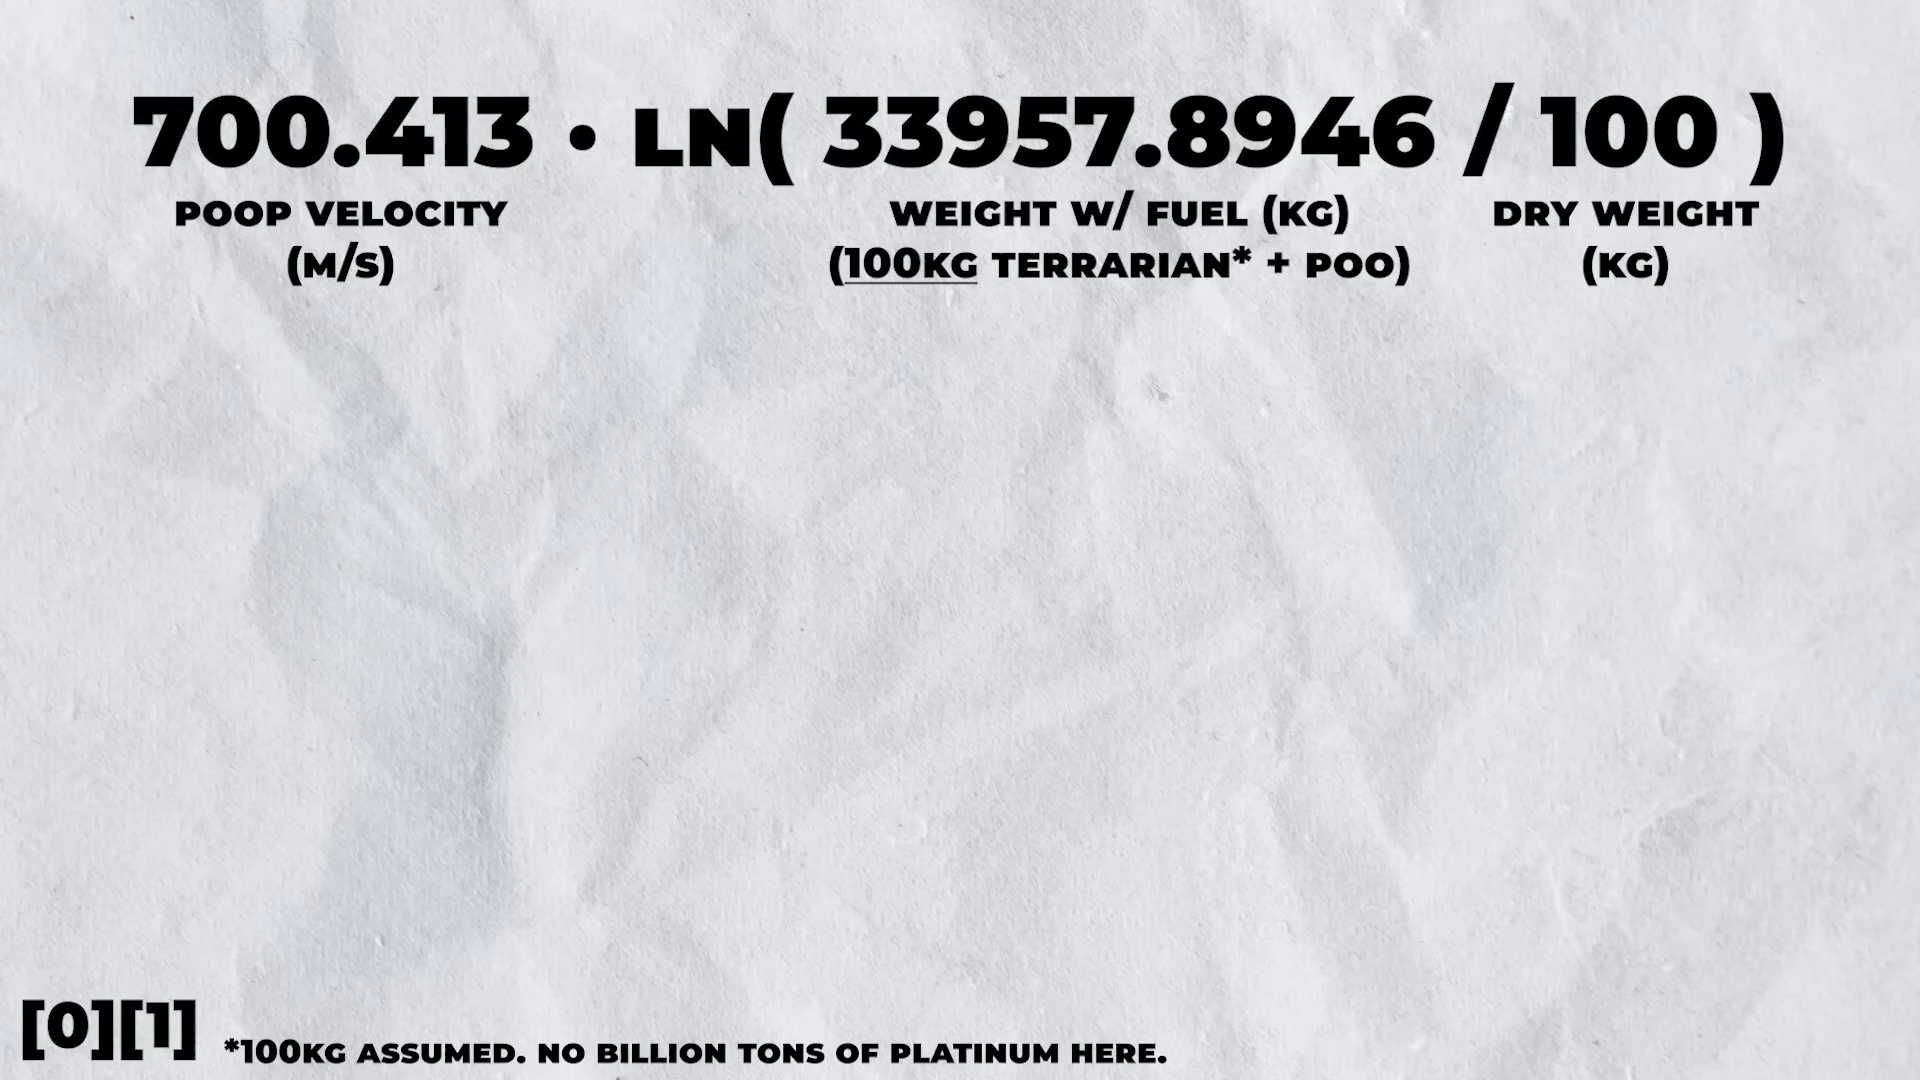 700.413 • LN( 33957.8946 / 100 )
POOP VELOCITY WEIGHT W/ FUEL (KG) DRY WEIGHT
(M/S) (100KG TERRARIAN* + POO) (KG)
[0][1] *100KG ASSUMED. NO BILLION TONS OF PLATINUM HERE.